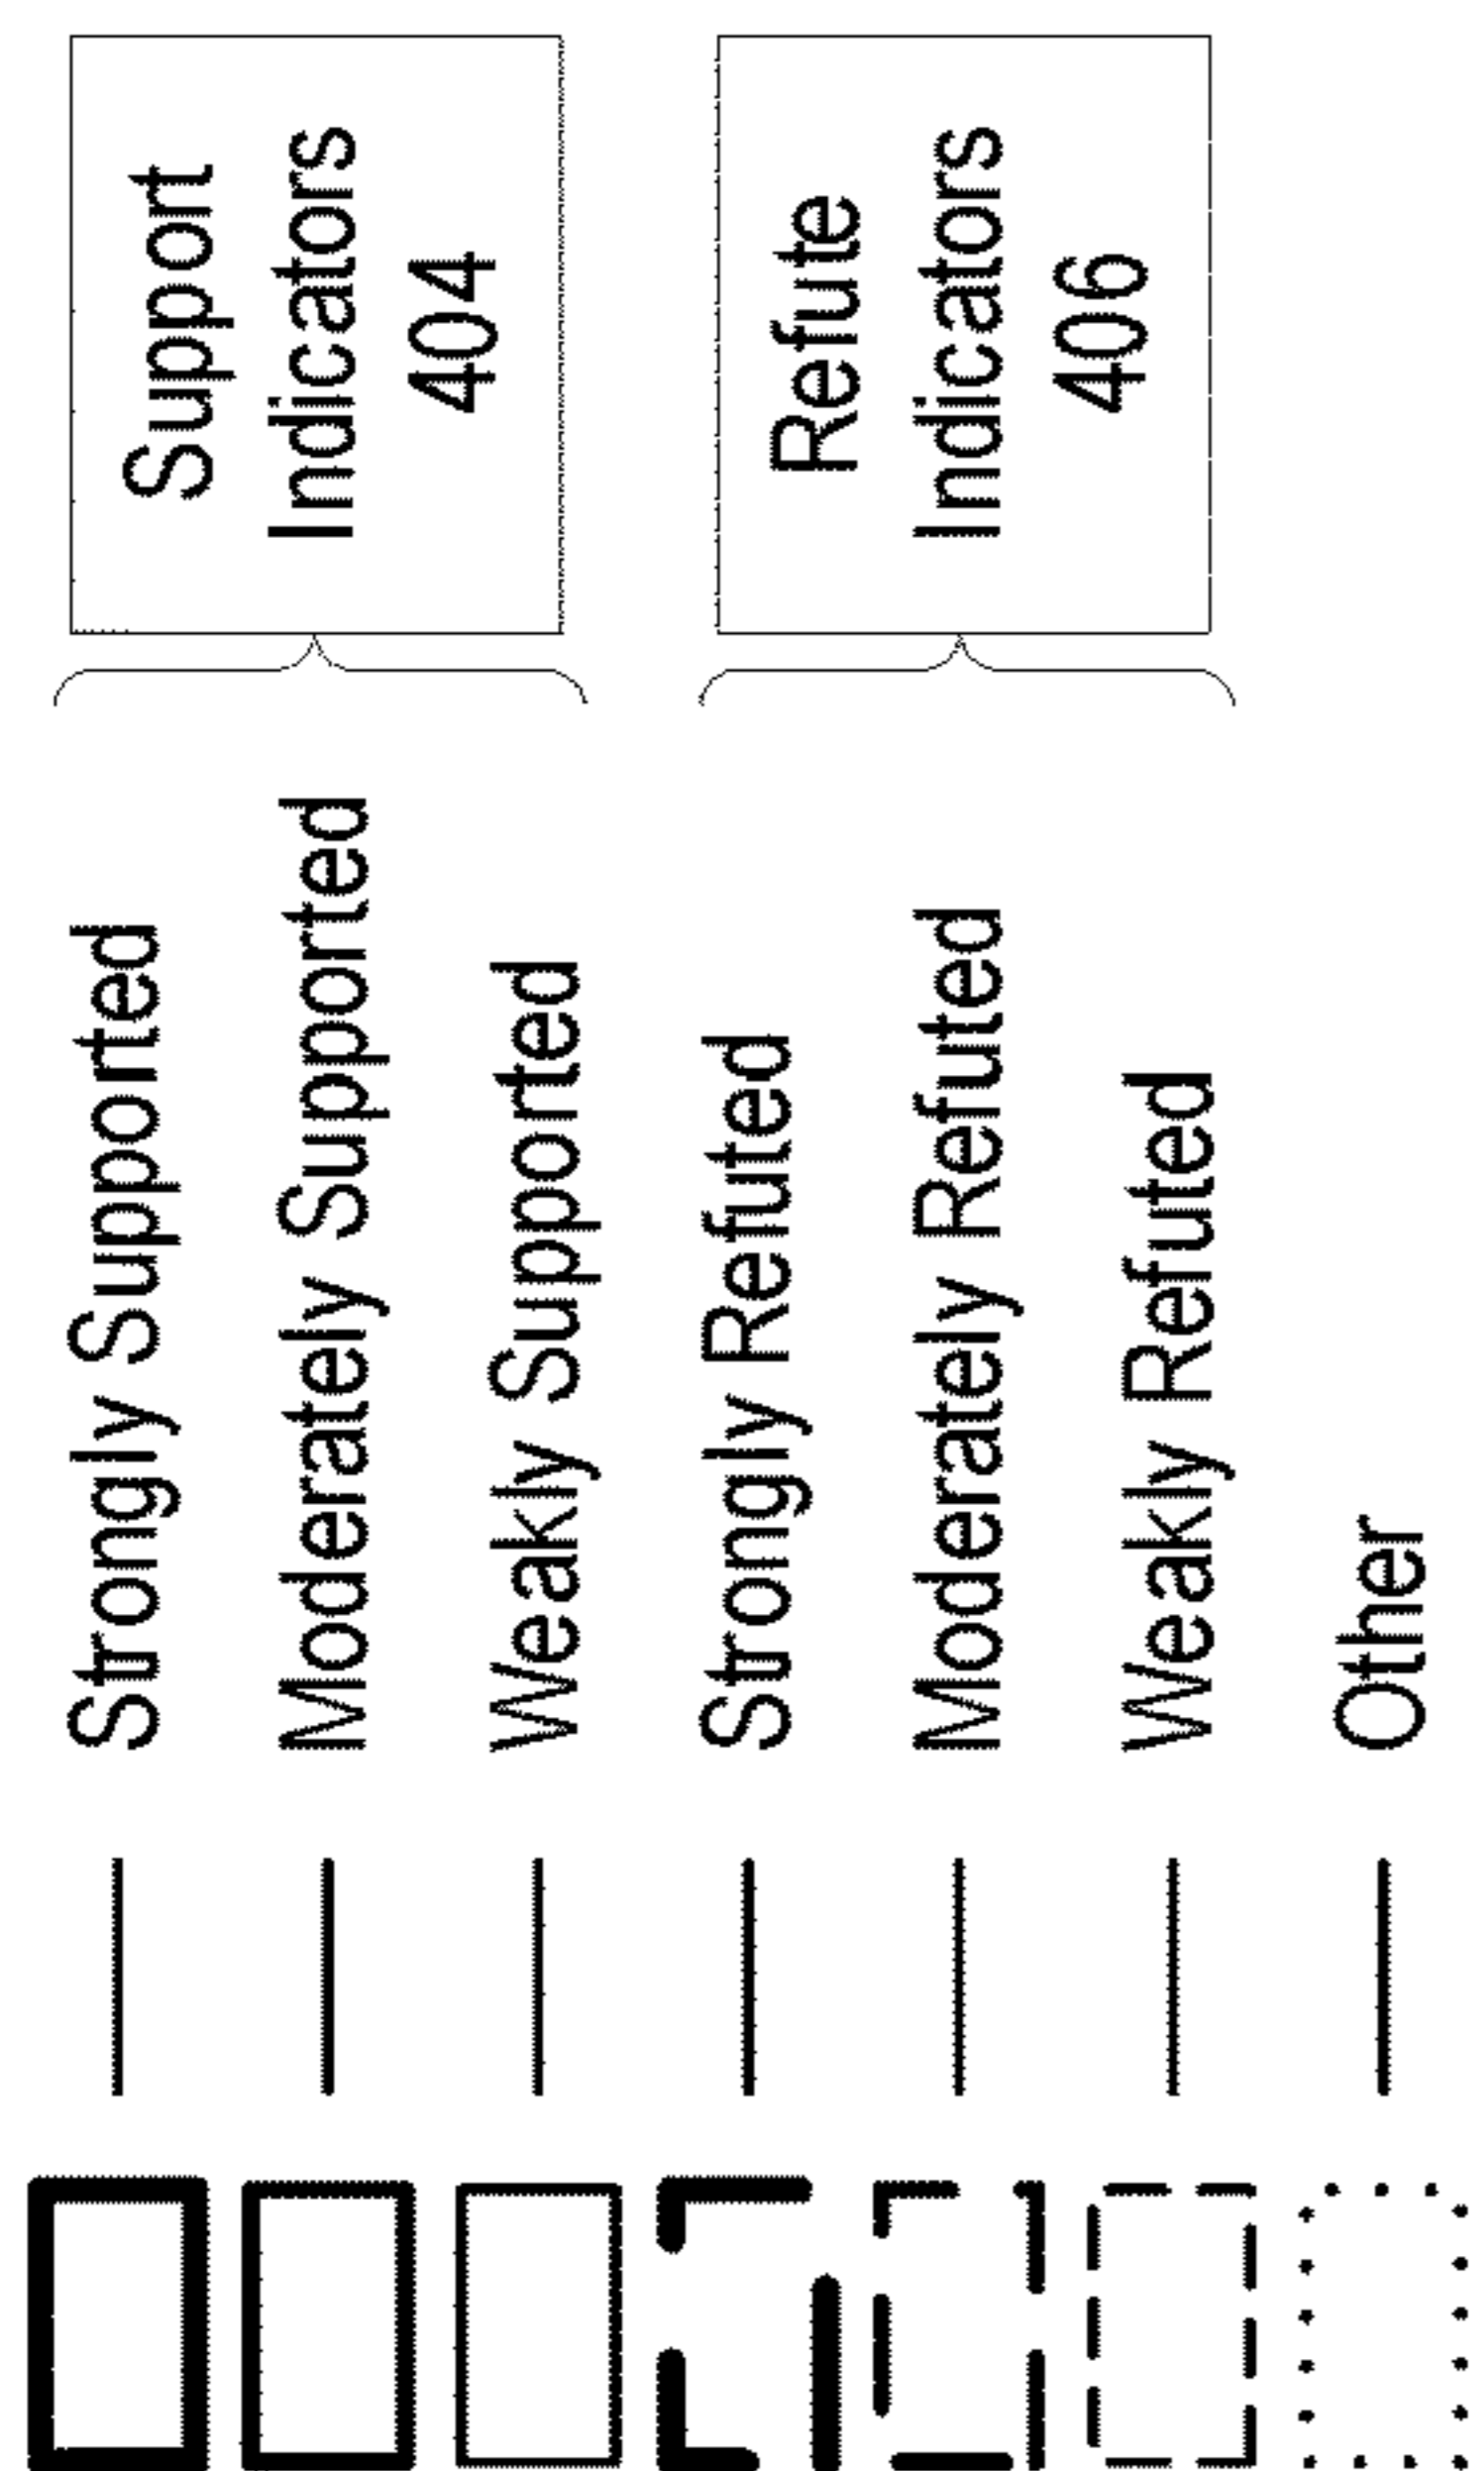 Strongly Supported
Moderately Supported
Weakly Supported
Support
Indicators
404
Strongly Refuted
Moderately Refuted
Weakly Refuted
Refute
Indicators
406
Other